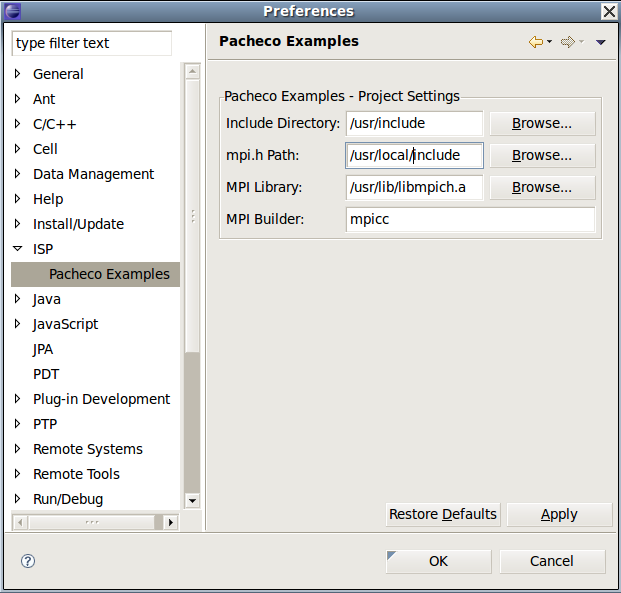 Preferences
type filter text
General
Ant
C/C++
Cell
Data Management
Help
Install/Update
ISP
Pacheco Examples
Java
JavaScript
JPA
PDT
Plug-in Development
PTP
Remote Systems
Remote Tools
Run/Debug
Pacheco Examples
Pacheco Examples - Project Settings
Include Directory: /usr/include Browse...
mpi.h Path: /usr/local/include Browse...
MPI Library: /usr/lib/libmpich.a Browse...
MPI Builder: mpicc
Restore Defaults Apply
? OK Cancel